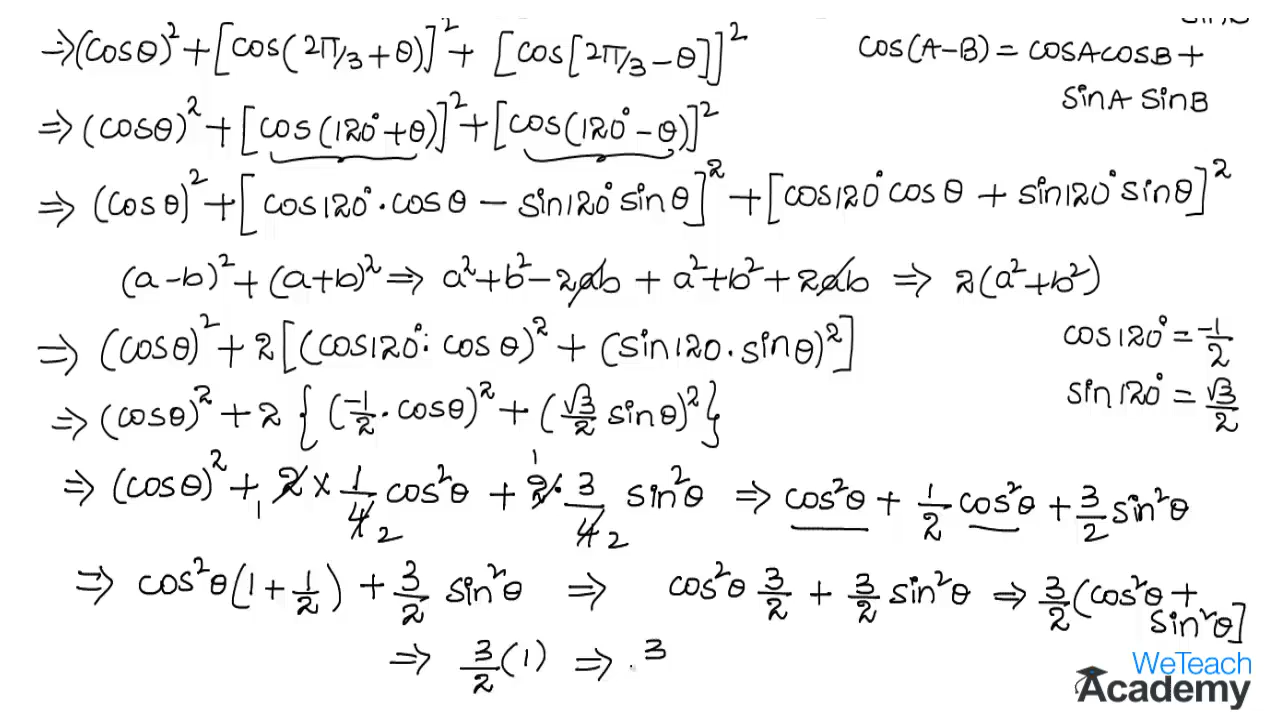 ⇒(cosθ)² + [cos(2π/3 + θ)]² + [cos[2π/3 − θ]]²
cos(A−B) = cosA cosB +
sinA sinB
⇒ (cosθ)² + [cos(120° + θ)]² + [cos(120° − θ)]²
⇒ (cosθ)² + [cos120° · cosθ − sin120° sinθ]² + [cos120° cosθ + sin120° sinθ]²
(a−b)² + (a+b)² ⇒ a² + b² − 2ab + a² + b² + 2ab ⇒ 2(a² + b²)
⇒ (cosθ)² + 2[(cos120° · cosθ)² + (sin120 · sinθ)²]
cos120° = -1/2
sin120° = √3/2
⇒ (cosθ)² + 2 {(-1/2 · cosθ)² + (√3/2 sinθ)²}
⇒ (cosθ)² + 1 2 × 1/4 2 cos²θ + 1 2 · 3/4 2 sin²θ ⇒ cos²θ + 1/2 cos²θ + 3/2 sin²θ
⇒ cos²θ(1 + 1/2) + 3/2 sin²θ ⇒ cos²θ 3/2 + 3/2 sin²θ ⇒ 3/2 (cos²θ +
sin²θ]
⇒ 3/2 (1) ⇒ . 3
WeTeach
Academy